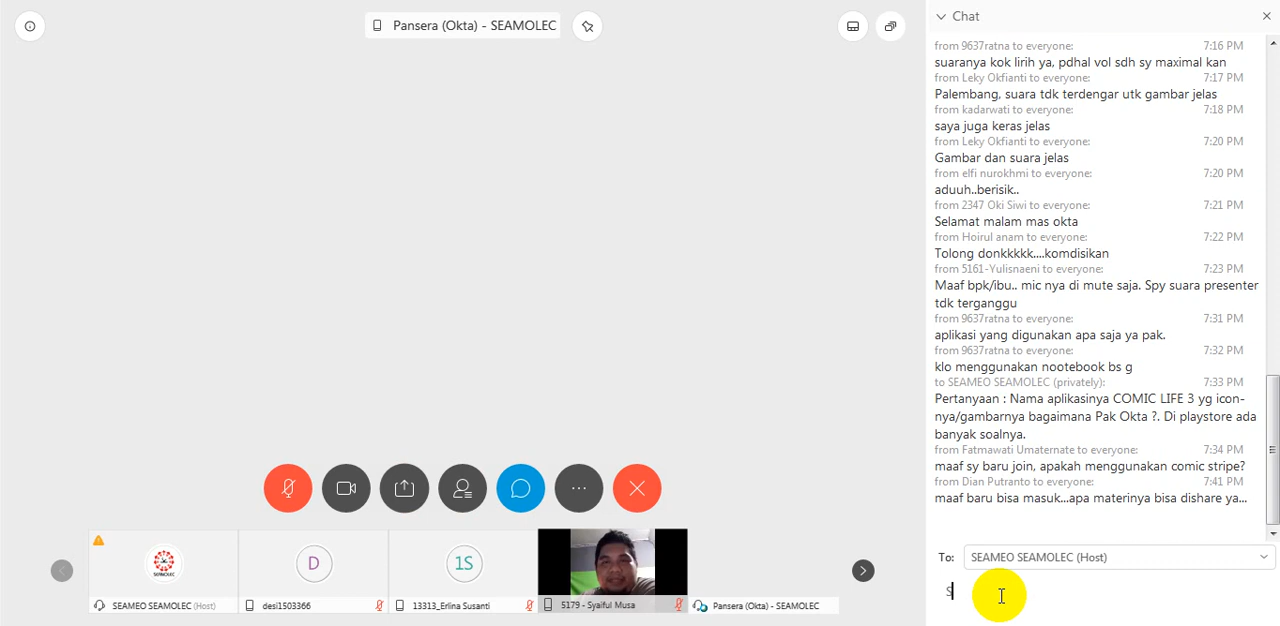 Pansera (Okta) - SEAMOLEC
Chat
from 9637ratna to everyone: 7:16 PM
suaranya kok lirih ya, pdhal vol sdh sy maximal kan
from Leky Okfianti to everyone: 7:17 PM
Palembang, suara tdk terdengar utk gambar jelas
from kadarwati to everyone: 7:18 PM
saya juga keras jelas
from Leky Okfianti to everyone: 7:20 PM
Gambar dan suara jelas
from elfi nurokhmi to everyone: 7:20 PM
aduuh..berisik..
from 2347 Oki Siwi to everyone: 7:21 PM
Selamat malam mas okta
from Hoirul anam to everyone: 7:22 PM
Tolong donkkkkk....komdisikan
from 5161-Yulisnaeni to everyone: 7:23 PM
Maaf bpk/ibu.. mic nya di mute saja. Spy suara presenter
tdk terganggu
from 9637ratna to everyone: 7:31 PM
aplikasi yang digunakan apa saja ya pak.
from 9637ratna to everyone: 7:32 PM
klo menggunakan nootebook bs g
to SEAMEO SEAMOLEC (privately): 7:33 PM
Pertanyaan : Nama aplikasinya COMIC LIFE 3 yg icon-
nya/gambarnya bagaimana Pak Okta ?. Di playstore ada
banyak soalnya.
from Fatmawati Umaternate to everyone: 7:34 PM
maaf sy baru join, apakah menggunakan comic stripe?
from Dian Putranto to everyone: 7:41 PM
maaf baru bisa masuk...apa materinya bisa dishare ya...
To: SEAMEO SEAMOLEC (Host)
S
SEAMOLEC
D
1S
SEAMEO SEAMOLEC (Host)
desi1503366
13313_Erlina Susanti
5179 - Syaiful Musa
Pansera (Okta) - SEAMOLEC